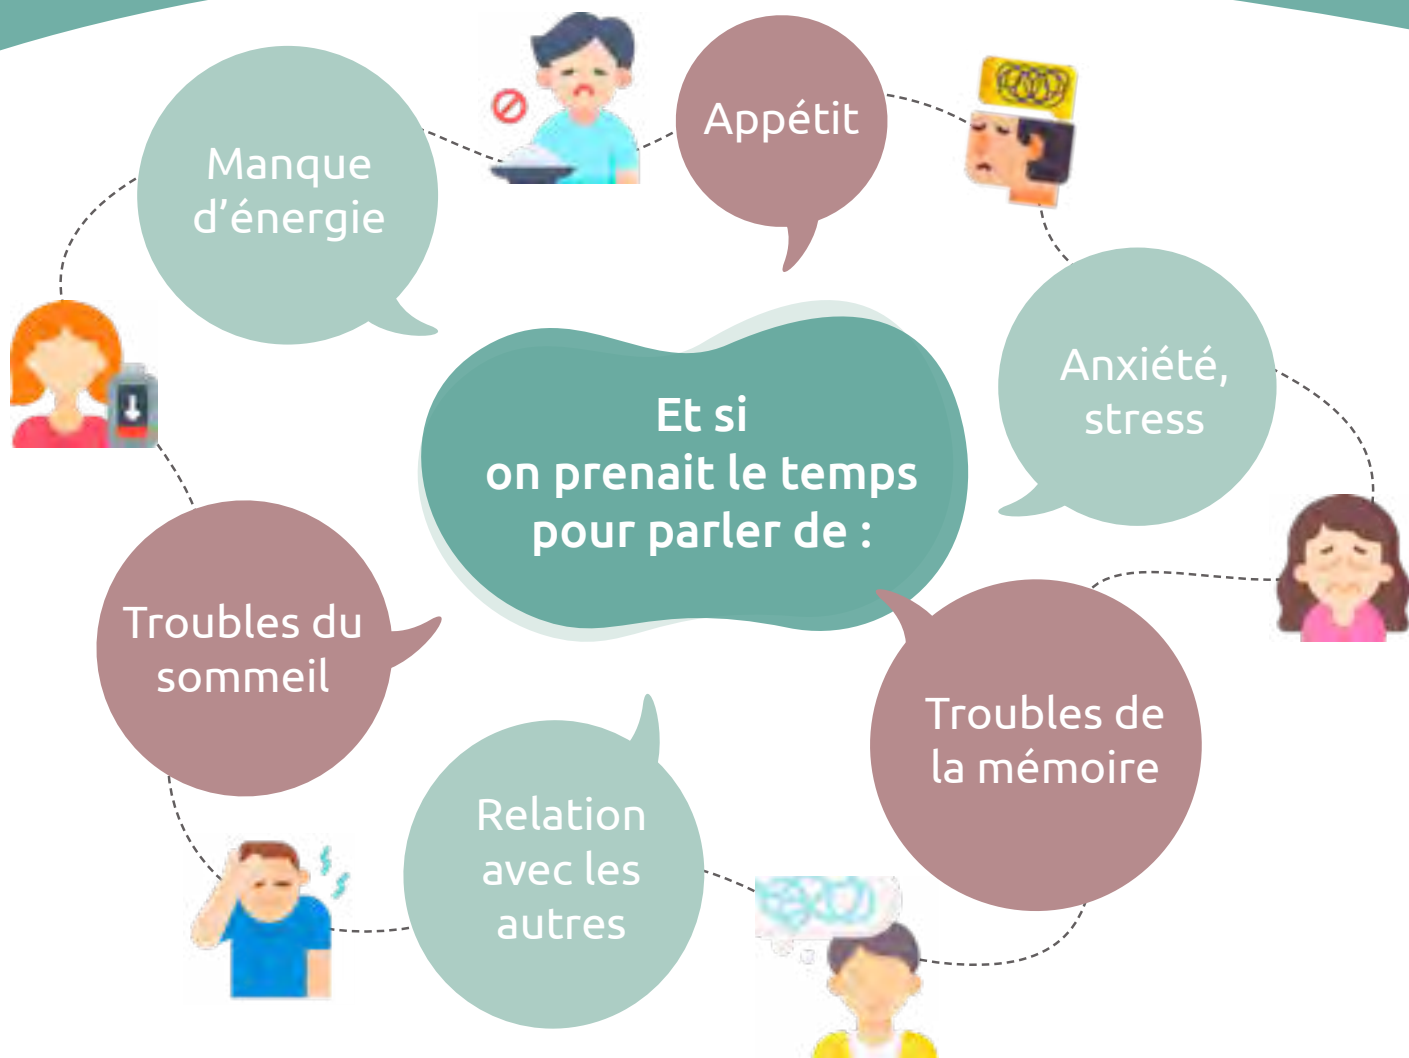 Appétit
Manque
d’énergie
Anxiété,
stress
Et si
on prenait le temps
pour parler de :
Troubles du
sommeil
Troubles de
la mémoire
Relation
avec les
autres